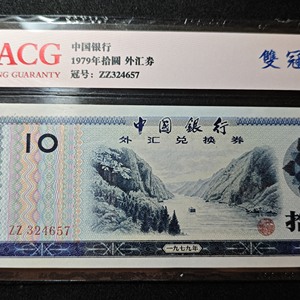 ACG
NG GUARANTY
中国银行
1979年拾圆 外汇券
冠号：ZZ324657
雙冠
10
中國銀行
外汇兑换券
ZZ 324657
一九七九年
拾